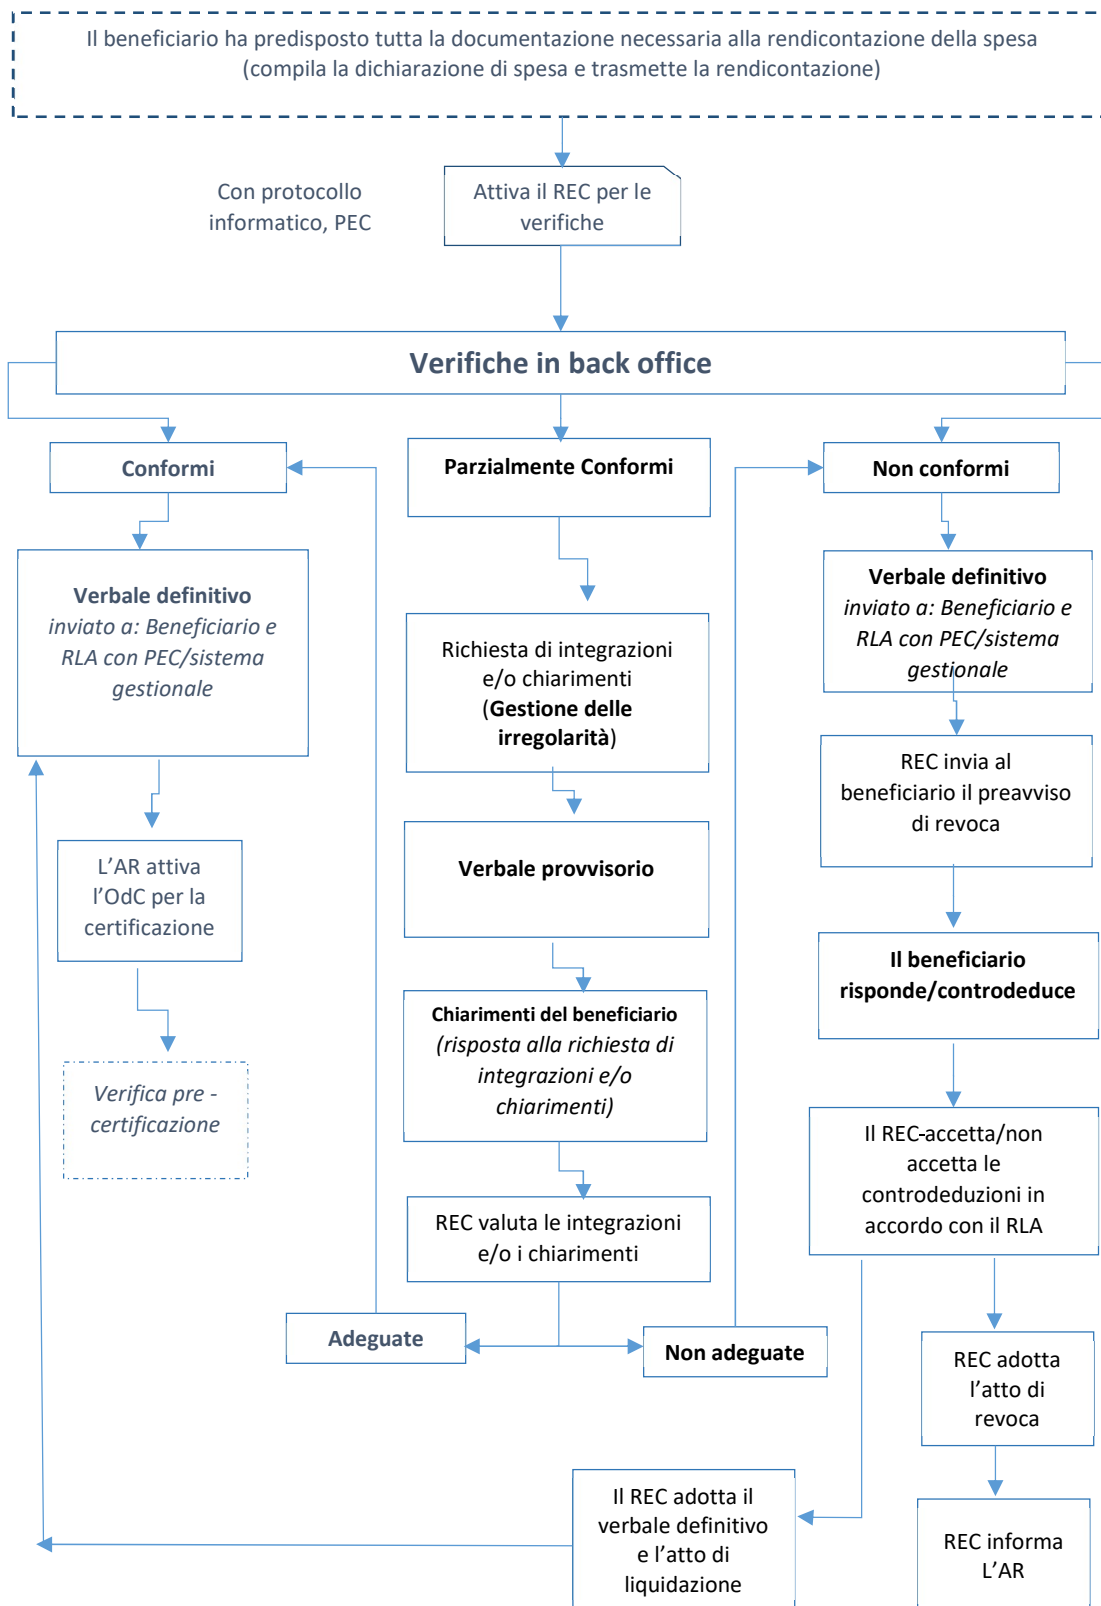 Il beneficiario ha predisposto tutta la documentazione necessaria alla rendicontazione della spesa
(compila la dichiarazione di spesa e trasmette la rendicontazione)
Con protocollo
informatico, PEC
Attiva il REC per le
verifiche
Verifiche in back office
Conformi
Parzialmente Conformi
Non conformi
Verbale definitivo
inviato a: Beneficiario e
RLA con PEC/sistema
gestionale
L'AR attiva
l'OdC per la
certificazione
Verifica pre -
certificazione
Richiesta di integrazioni
e/o chiarimenti
(Gestione delle
irregolarità)
Verbale provvisorio
Chiarimenti del beneficiario
(risposta alla richiesta di
integrazioni e/o
chiarimenti)
REC valuta le integrazioni
e/o i chiarimenti
Adeguate
Non adeguate
Verbale definitivo
inviato a: Beneficiario e
RLA con PEC/sistema
gestionale
REC invia al
beneficiario il preavviso
di revoca
Il beneficiario
risponde/controdeduce
Il REC-accetta/non
accetta le
controdeduzioni in
accordo con il RLA
REC adotta
l'atto di
revoca
Il REC adotta il
verbale definitivo
e l'atto di
liquidazione
REC informa
L'AR